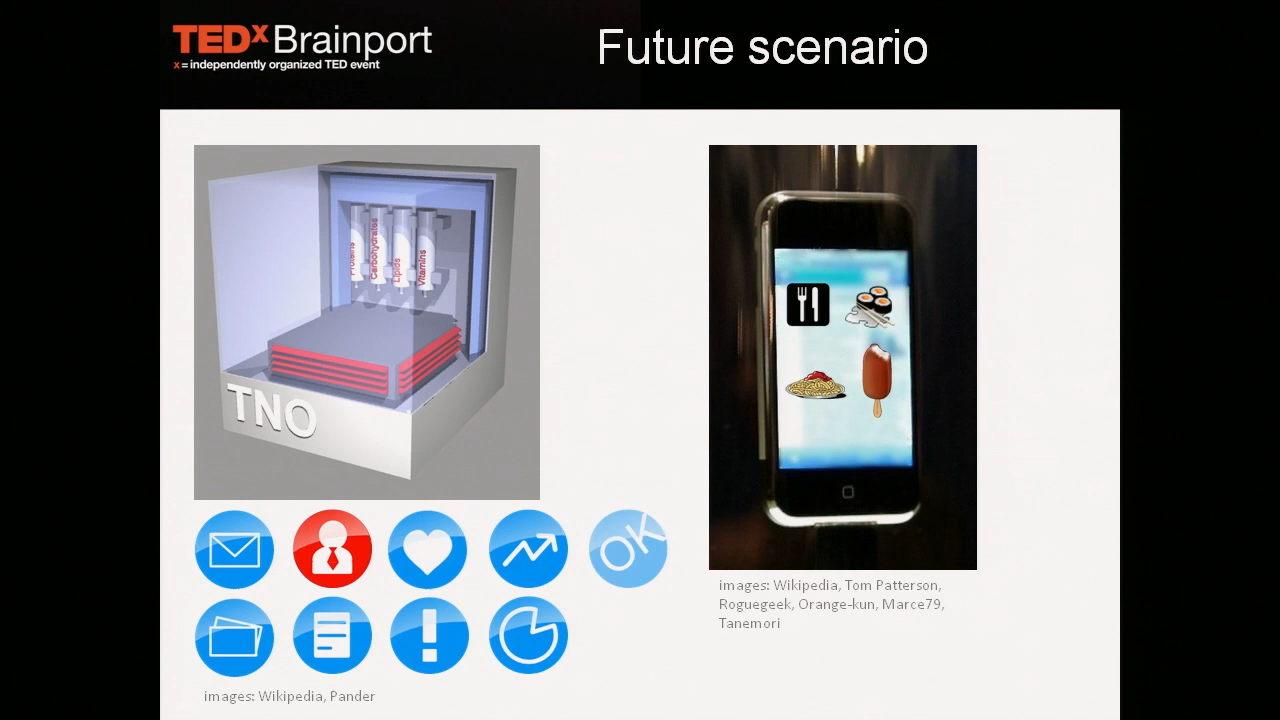 TEDx Brainport
x = independently organized TED event
Future scenario
Proteins
Carbohydrates
Lipids
Vitamins
TNO
OK
images: Wikipedia, Pander
images: Wikipedia, Tom Patterson,
Roguegeek, Orange-kun, Marce79,
Tanemori